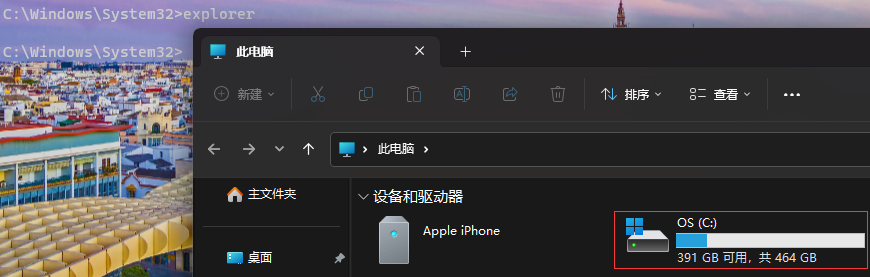 C:\Windows\System32>explorer
C:\Windows\System32>
此电脑
新建
排序
查看
此电脑
主文件夹
设备和驱动器
Apple iPhone
OS (C:)
391 GB 可用，共 464 GB
桌面